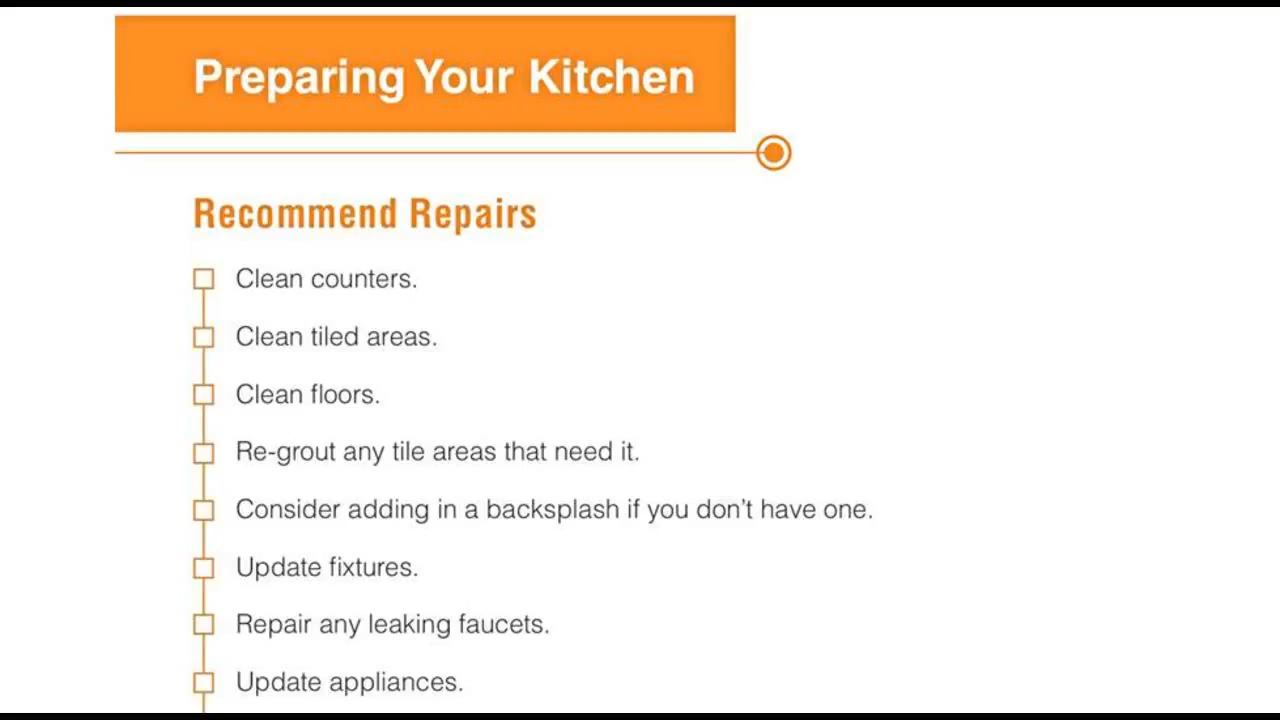 Preparing Your Kitchen
Recommend Repairs
Clean counters.
Clean tiled areas.
Clean floors.
Re-grout any tile areas that need it.
Consider adding in a backsplash if you don’t have one.
Update fixtures.
Repair any leaking faucets.
Update appliances.